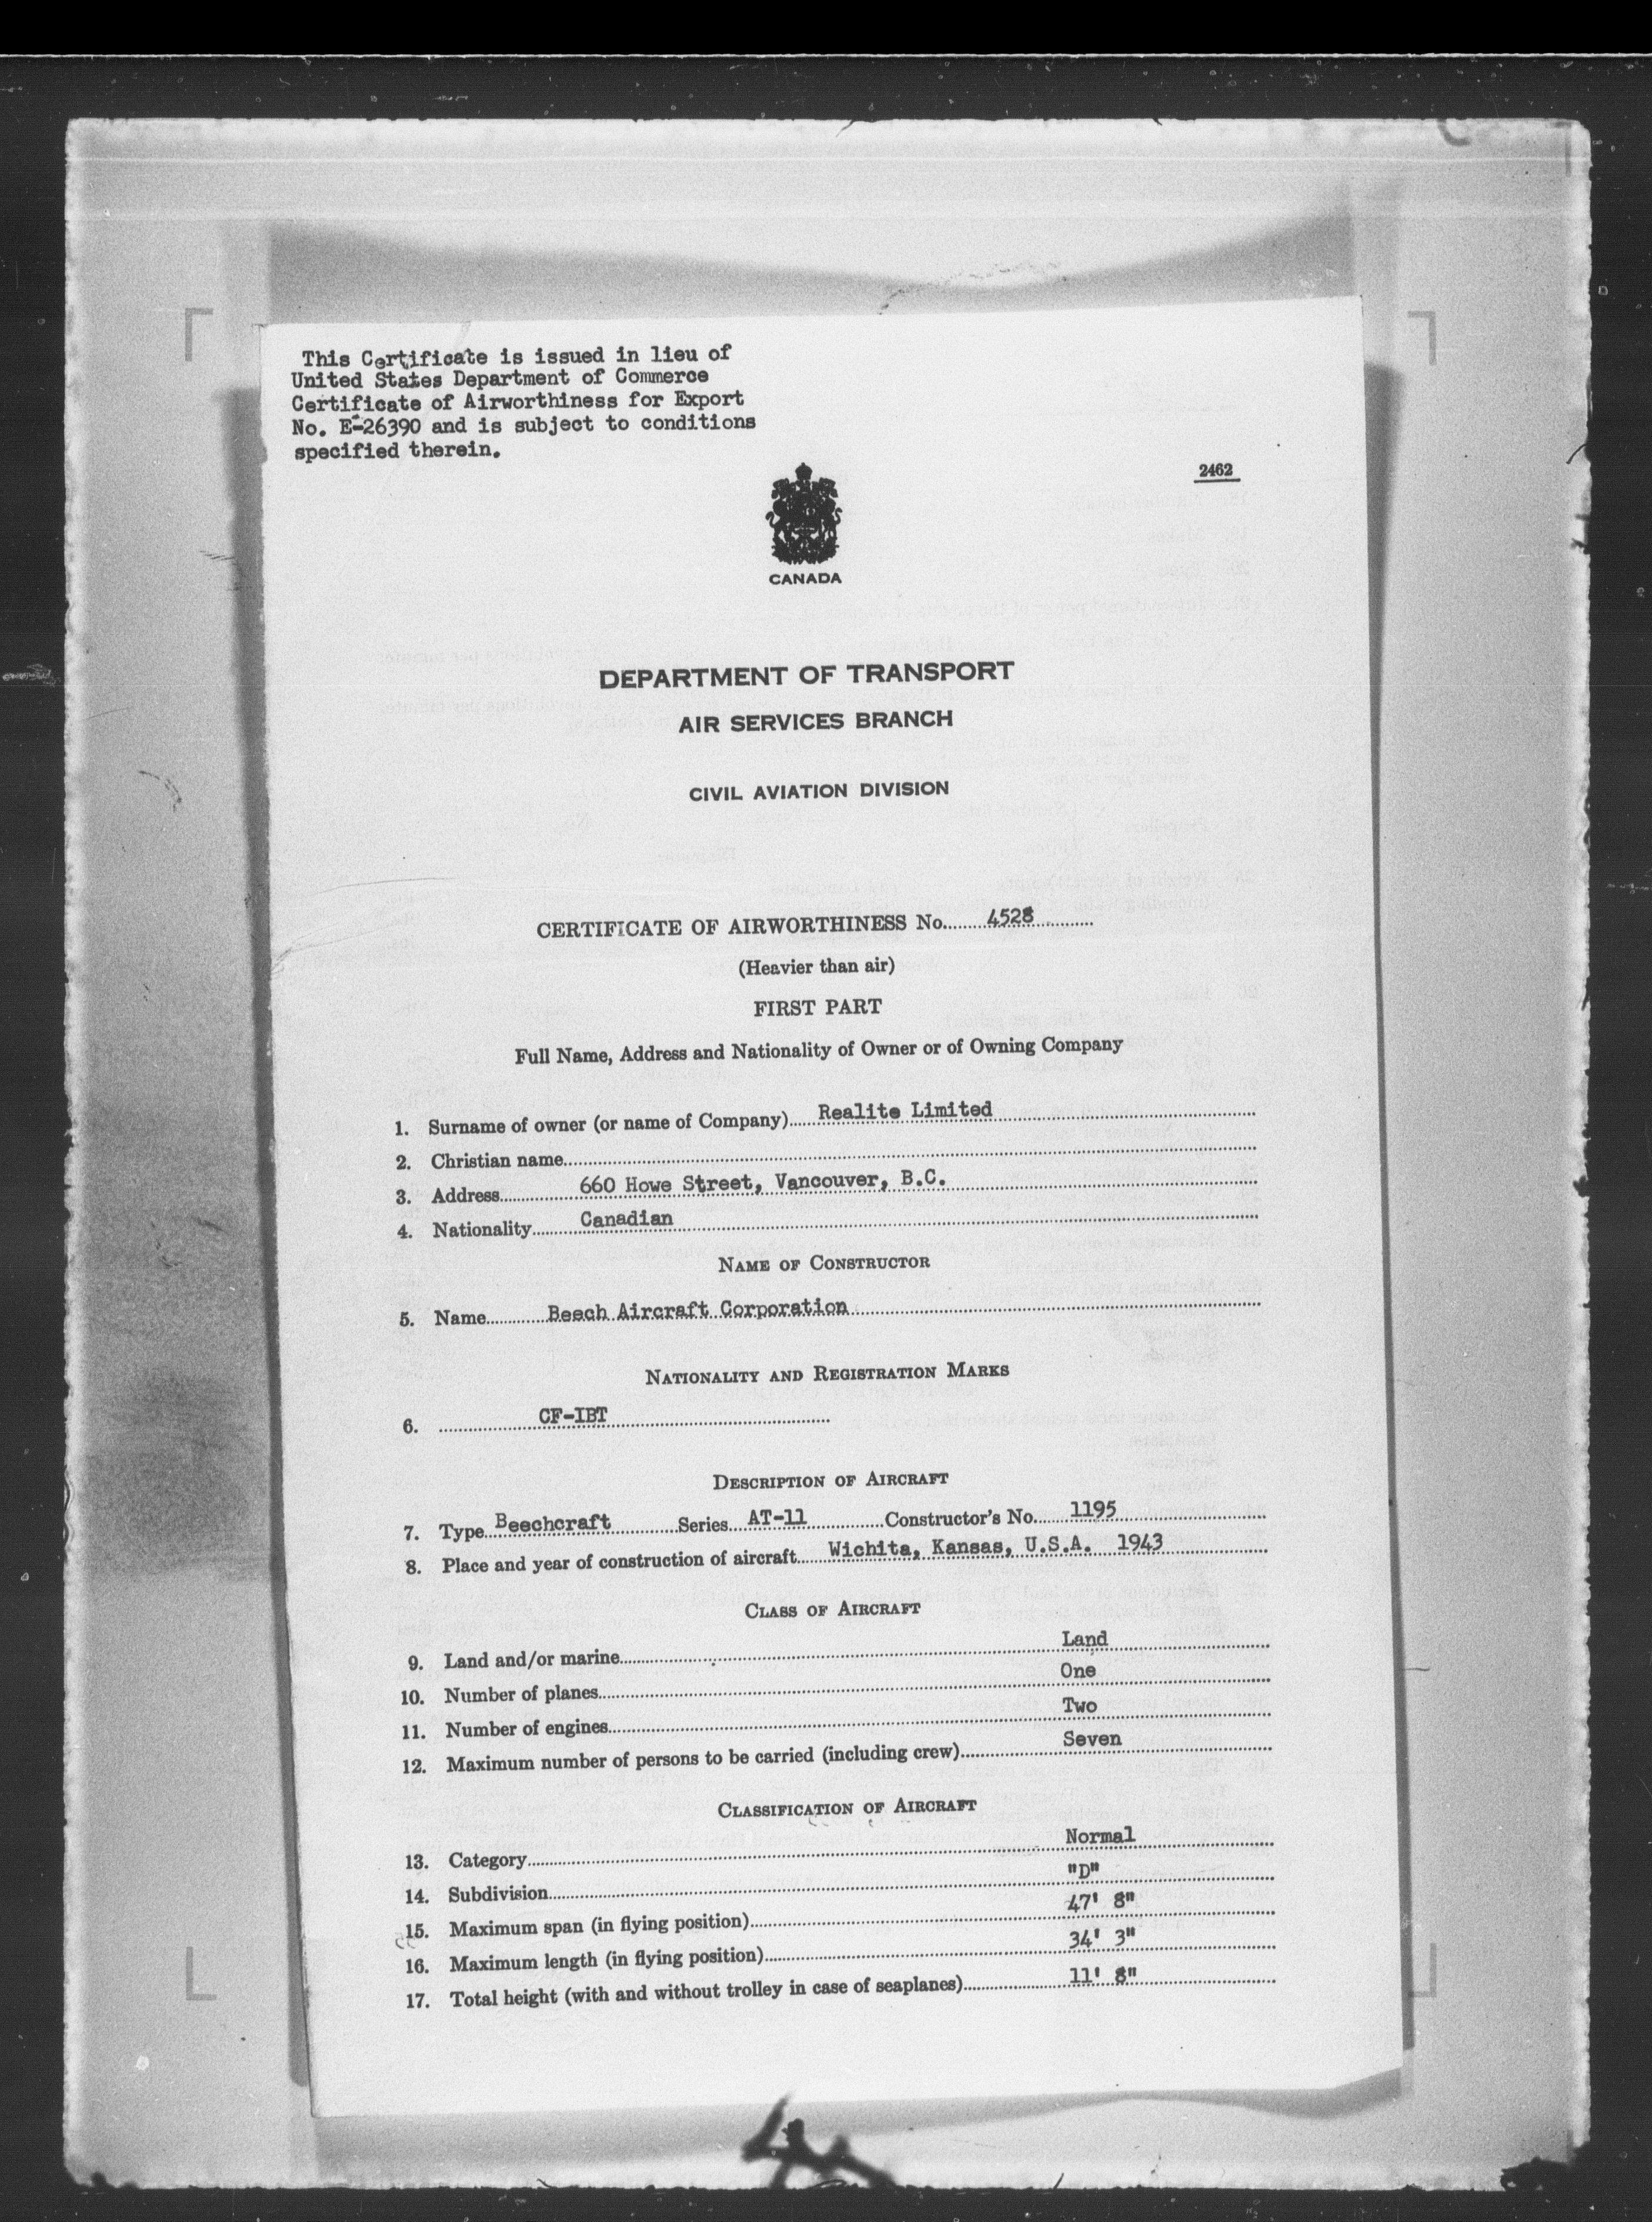 This Certificate is issued in lieu of
United States Department of Commerce
Certificate of Airworthiness for Export
No. E-26390 and is subject to conditions
specified therein.
2462
CANADA
DEPARTMENT OF TRANSPORT
AIR SERVICES BRANCH
CIVIL AVIATION DIVISION
CERTIFICATE OF AIRWORTHINESS No. 4528
(Heavier than air)
FIRST PART
Full Name, Address and Nationality of Owner or of Owning Company
1. Surname of owner (or name of Company) Realite Limited
2. Christian name
3. Address 660 Howe Street, Vancouver, B.C.
4. Nationality Canadian
NAME OF CONSTRUCTOR
5. Name Beech Aircraft Corporation
NATIONALITY AND REGISTRATION MARKS
6. CF-IBT
DESCRIPTION OF AIRCRAFT
7. Type Beechcraft Series AT-11 Constructor's No. 1195
8. Place and year of construction of aircraft Wichita, Kansas, U.S.A. 1943
CLASS OF AIRCRAFT
9. Land and/or marine Land
10. Number of planes One
11. Number of engines Two
12. Maximum number of persons to be carried (including crew) Seven
CLASSIFICATION OF AIRCRAFT
13. Category Normal
14. Subdivision "D"
15. Maximum span (in flying position) 47' 8"
16. Maximum length (in flying position) 34' 3"
17. Total height (with and without trolley in case of seaplanes) 11' 8"